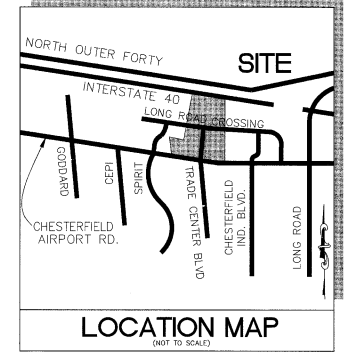 NORTH OUTER FORTY
SITE
INTERSTATE 40
LONG ROAD CROSSING
GODDARD
CEPI
SPIRIT
TRADE CENTER BLVD
CHESTERFIELD
IND. BLVD.
LONG ROAD
CHESTERFIELD
AIRPORT RD.
LOCATION MAP
(NOT TO SCALE)